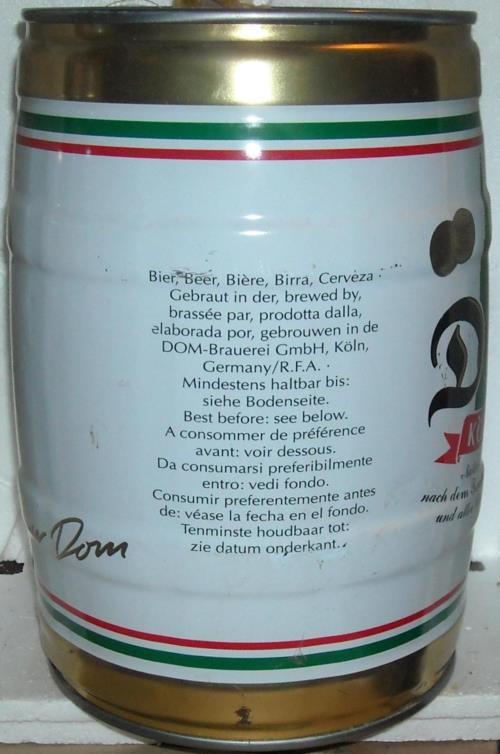 Bier, Beer, Bière, Birra, Cerveza
Gebraut in der, brewed by,
brassée par, prodotta dalla,
elaborada por, gebrouwen in de
DOM-Brauerei GmbH, Köln,
Germany/R.F.A.
Mindestens haltbar bis:
siehe Bodenseite.
Best before: see below.
A consommer de préférence
avant: voir dessous.
Da consumarsi preferibilmente
entro: vedi fondo.
Consumir preferentemente antes
de: véase la fecha en el fondo.
Tenminste houdbaar tot:
zie datum onderkant.
Dom
nach dem
und